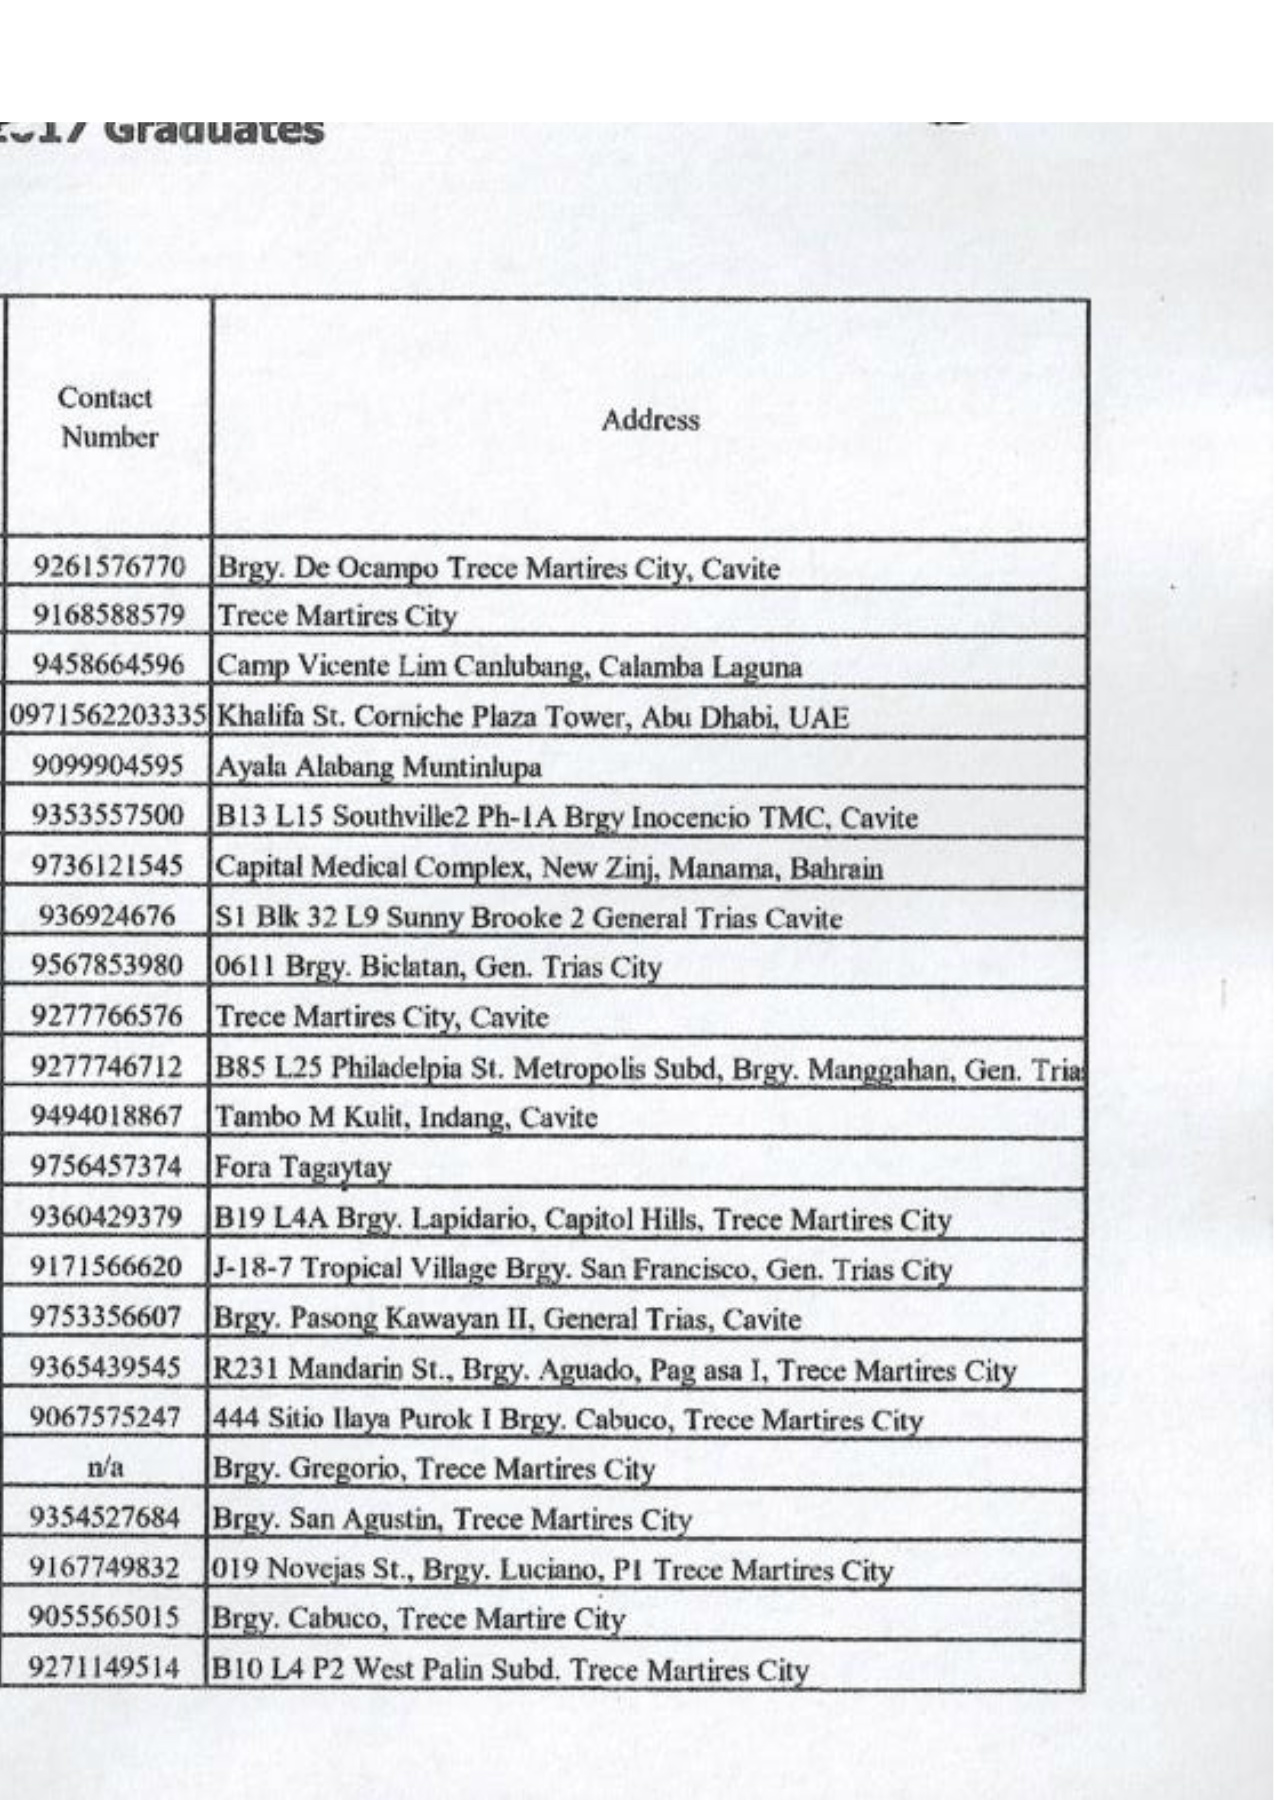 2017 Graduates
Contact
Number
Address
9261576770 Brgy. De Ocampo Trece Martires City, Cavite
9168588579 Trece Martires City
9458664596 Camp Vicente Lim Canlubang, Calamba Laguna
0971562203335 Khalifa St. Corniche Plaza Tower, Abu Dhabi, UAE
9099904595 Ayala Alabang Muntinlupa
9353557500 B13 L15 Southville2 Ph-1A Brgy Inocencio TMC, Cavite
9736121545 Capital Medical Complex, New Zinj, Manama, Bahrain
936924676 S1 Blk 32 L9 Sunny Brooke 2 General Trias Cavite
9567853980 0611 Brgy. Biclatan, Gen. Trias City
9277766576 Trece Martires City, Cavite
9277746712 B85 L25 Philadelpia St. Metropolis Subd, Brgy. Manggahan, Gen. Trias
9494018867 Tambo M Kulit, Indang, Cavite
9756457374 Fora Tagaytay
9360429379 B19 L4A Brgy. Lapidario, Capitol Hills, Trece Martires City
9171566620 J-18-7 Tropical Village Brgy. San Francisco, Gen. Trias City
9753356607 Brgy. Pasong Kawayan II, General Trias, Cavite
9365439545 R231 Mandarin St., Brgy. Aguado, Pag asa I, Trece Martires City
9067575247 444 Sitio Ilaya Purok I Brgy. Cabuco, Trece Martires City
n/a Brgy. Gregorio, Trece Martires City
9354527684 Brgy. San Agustin, Trece Martires City
9167749832 019 Novejas St., Brgy. Luciano, P1 Trece Martires City
9055565015 Brgy. Cabuco, Trece Martire City
9271149514 B10 L4 P2 West Palin Subd. Trece Martires City